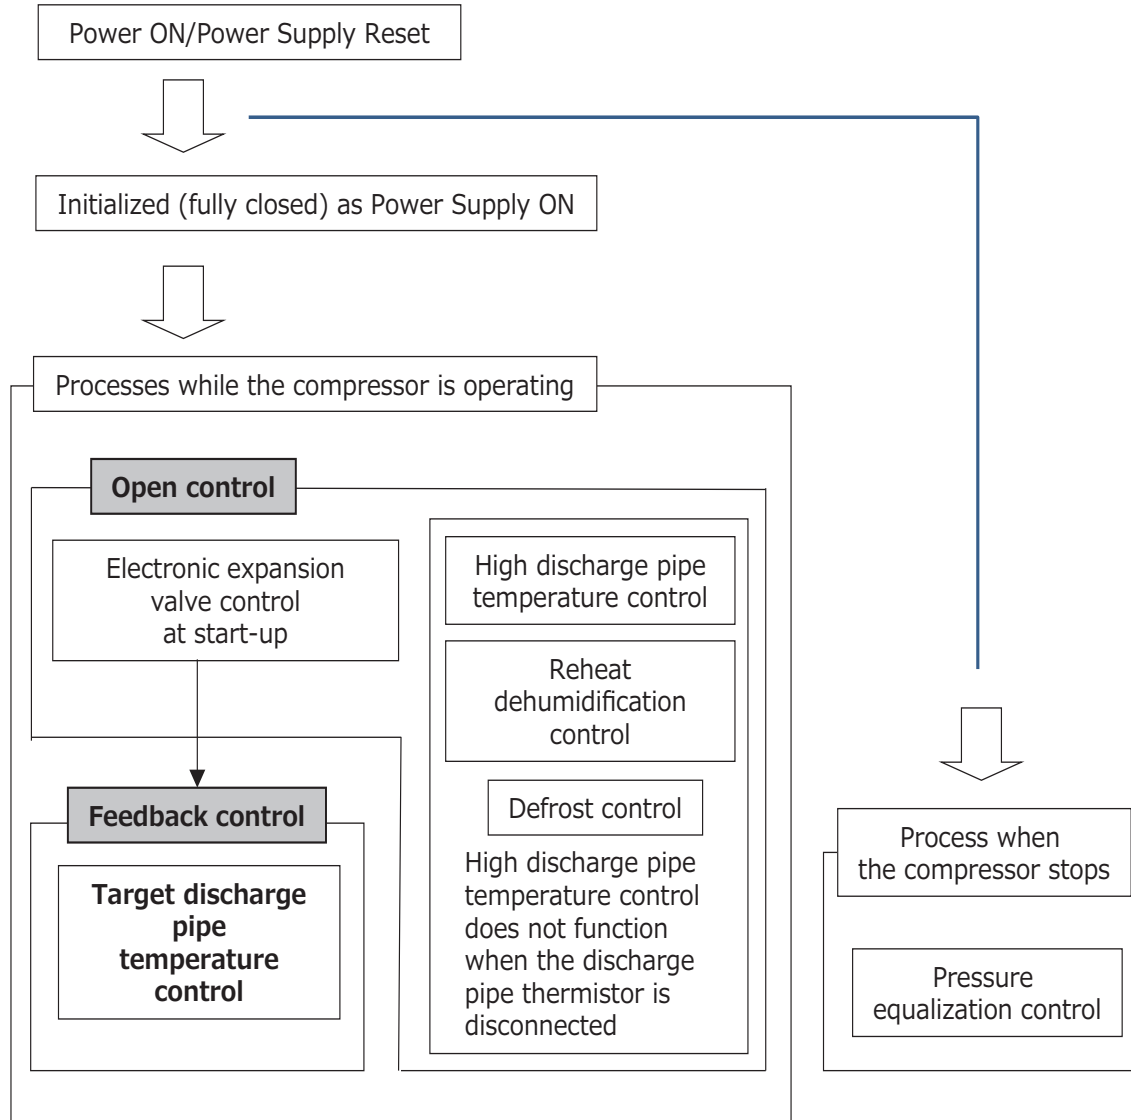 Power ON/Power Supply Reset
Initialized (fully closed) as Power Supply ON
Processes while the compressor is operating
Open control
Electronic expansion
valve control
at start-up
Feedback control
Target discharge
pipe
temperature
control
High discharge pipe
temperature control
Reheat
dehumidification
control
Defrost control
High discharge pipe
temperature control
does not function
when the discharge
pipe thermistor is
disconnected
Process when
the compressor stops
Pressure
equalization control